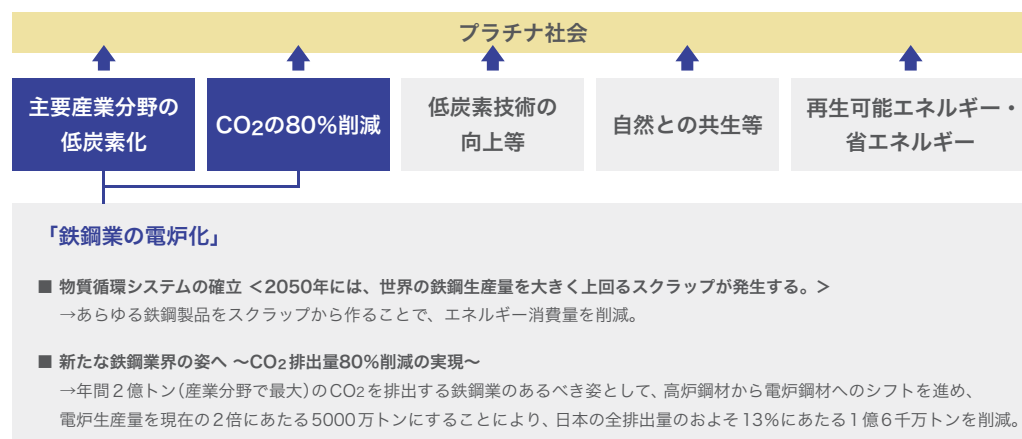 プラチナ社会
主要産業分野の
低炭素化
CO2の80%削減
低炭素技術の
向上等
自然との共生等
再生可能エネルギー・
省エネルギー
「鉄鋼業の電炉化」
■ 物質循環システムの確立 <2050年には、世界の鉄鋼生産量を大きく上回るスクラップが発生する。>
→あらゆる鉄鋼製品をスクラップから作ることで、エネルギー消費量を削減。
■ 新たな鉄鋼業界の姿へ ～CO2排出量80%削減の実現～
→年間2億トン(産業分野で最大)のCO2を排出する鉄鋼業のあるべき姿として、高炉鋼材から電炉鋼材へのシフトを進め、
電炉生産量を現在の2倍にあたる5000万トンにすることにより、日本の全排出量のおよそ13%にあたる1億6千万トンを削減。